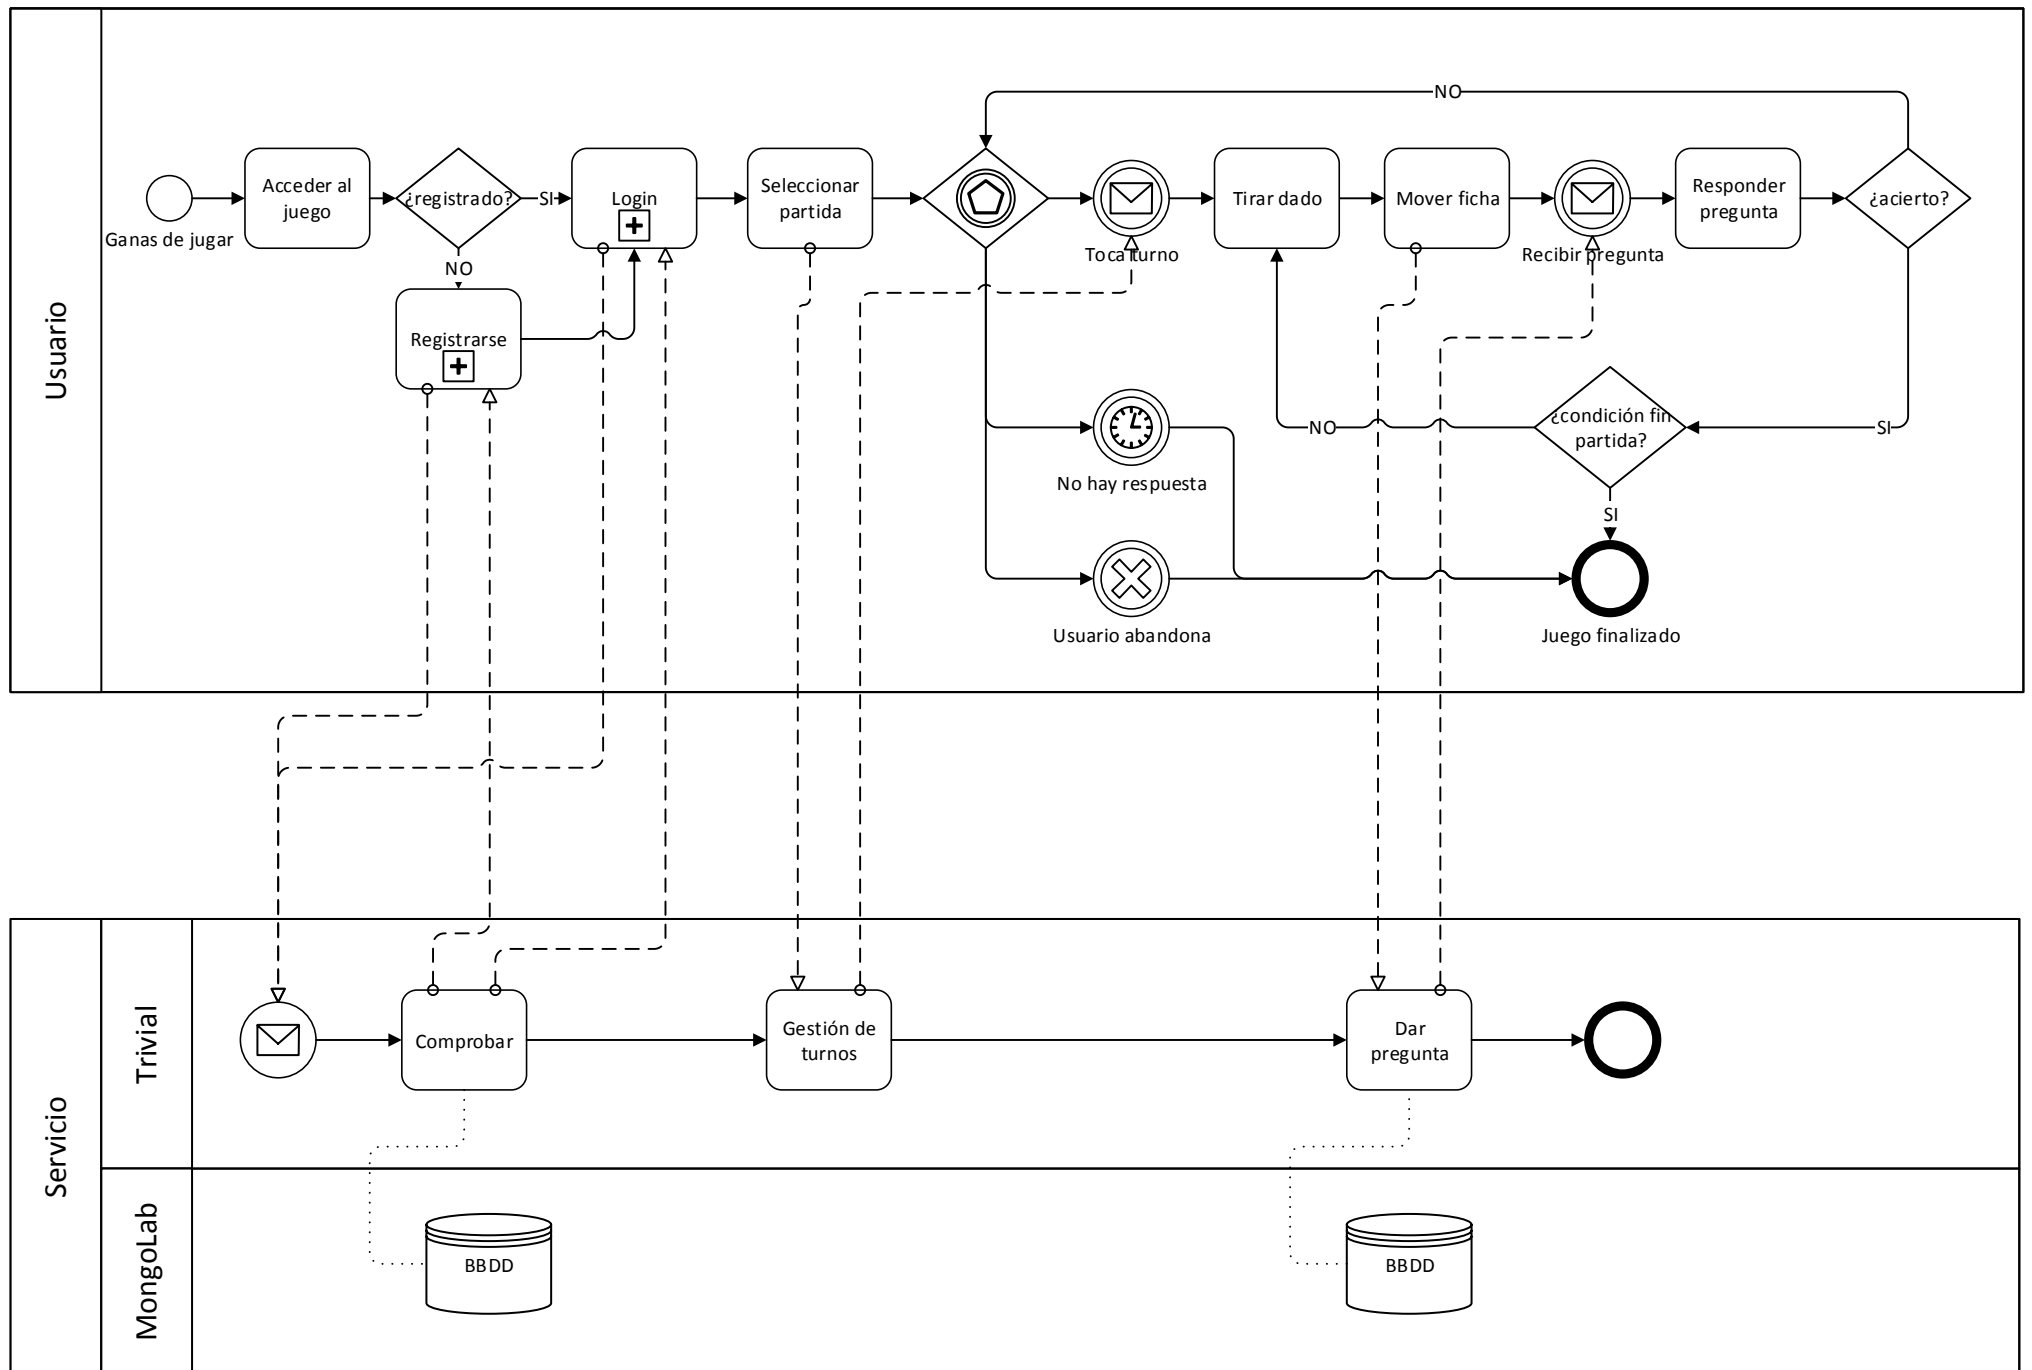 Usuario
NO
Ganas de jugar
Acceder al
juego
¿registrado?
SI
NO
Login
Registrarse
Seleccionar
partida
Toca turno
Tirar dado
Mover ficha
Recibir pregunta
Responder
pregunta
¿acierto?
SI
¿condición fin
partida?
NO
SI
No hay respuesta
Usuario abandona
Juego finalizado
Servicio
Trivial
Comprobar
Gestión de
turnos
Dar
pregunta
MongoLab
BBDD
BBDD